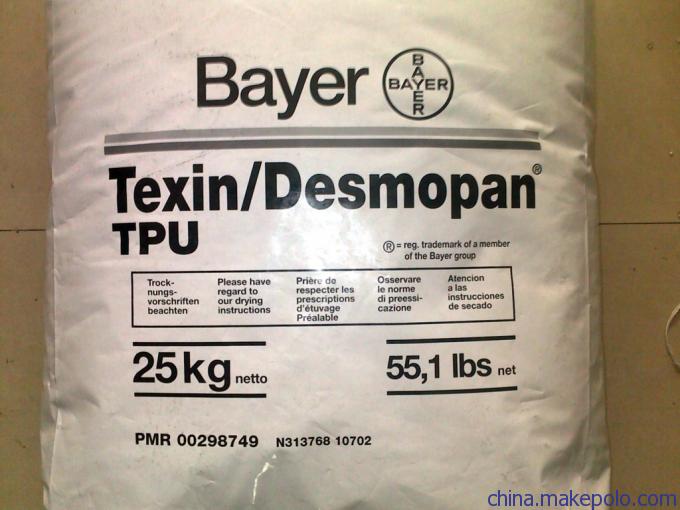 Bayer
BAYER
BAYER
Texin/Desmopan®
TPU
® = reg. trademark of a member
of the Bayer group
Trock-
nungs-
vorschriften
beachten
Please have
regard to
our drying
instructions
Prière de
respecter les
prescriptions
d'étuvage
Préalable
Osservare
le norme
di preessi-
cazione
Atencion
a las
instrucciones
de secado
25kg netto
55,1 lbs net
PMR 00298749 N313768 10702
china.makepolo.com